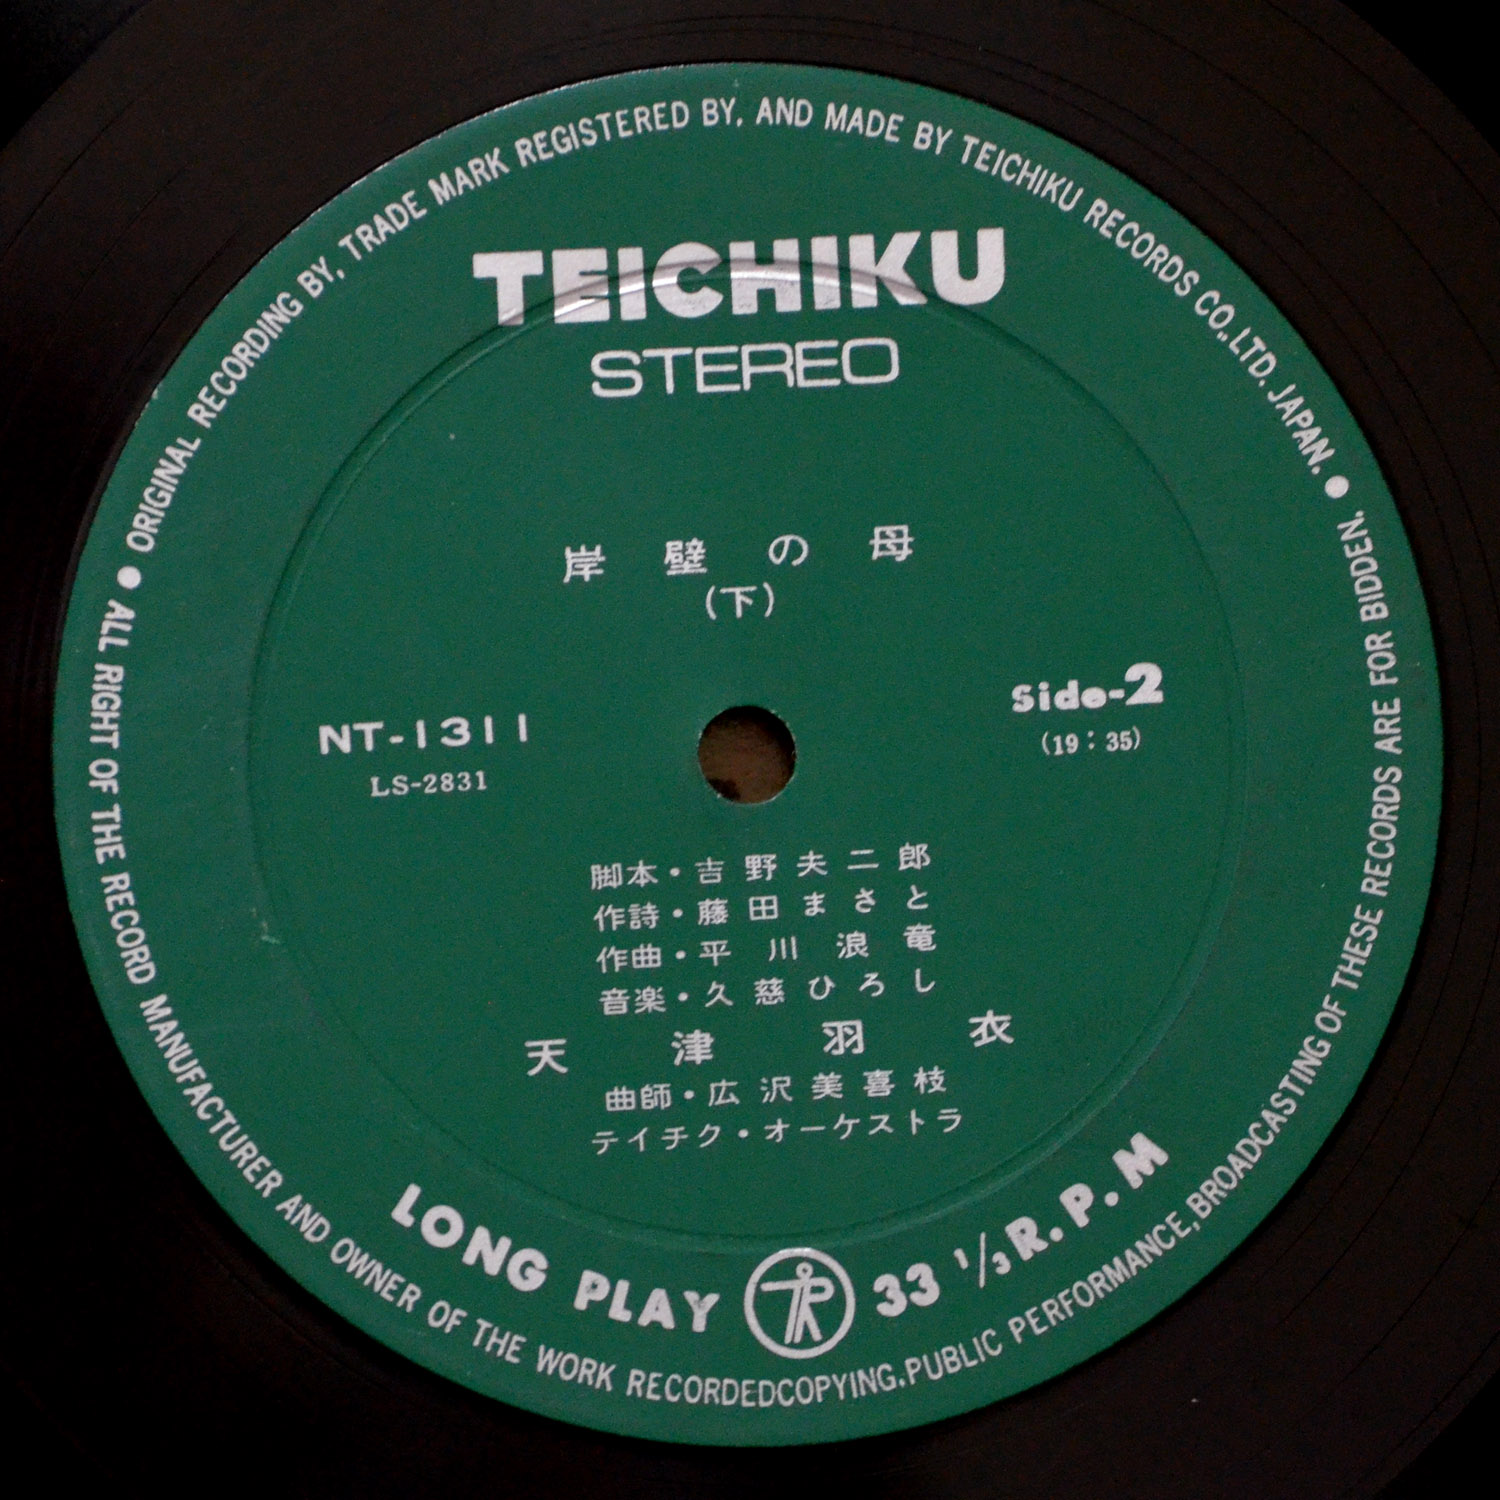 • ORIGINAL RECORDING BY, TRADE MARK REGISTERED BY, AND MADE BY TEICHIKU RECORDS CO.,LTD. JAPAN. •
TEICHIKU
STEREO
岸壁の母
(下)
NT-1311
LS-2831
Side-2
(19:35)
脚本・吉野夫二郎
作詩・藤田まさと
作曲・平川浪竜
音楽・久慈ひろし
天津羽衣
曲師・広沢美喜枝
テイチク・オーケストラ
LONG PLAY 33 1/3 R.P.M
ALL RIGHT OF THE RECORD MANUFACTURER AND OWNER OF THE WORK RECORDEDCOPYING,PUBLIC PERFORMANCE,BROADCASTING OF THESE RECORDS ARE FOR BIDDEN.